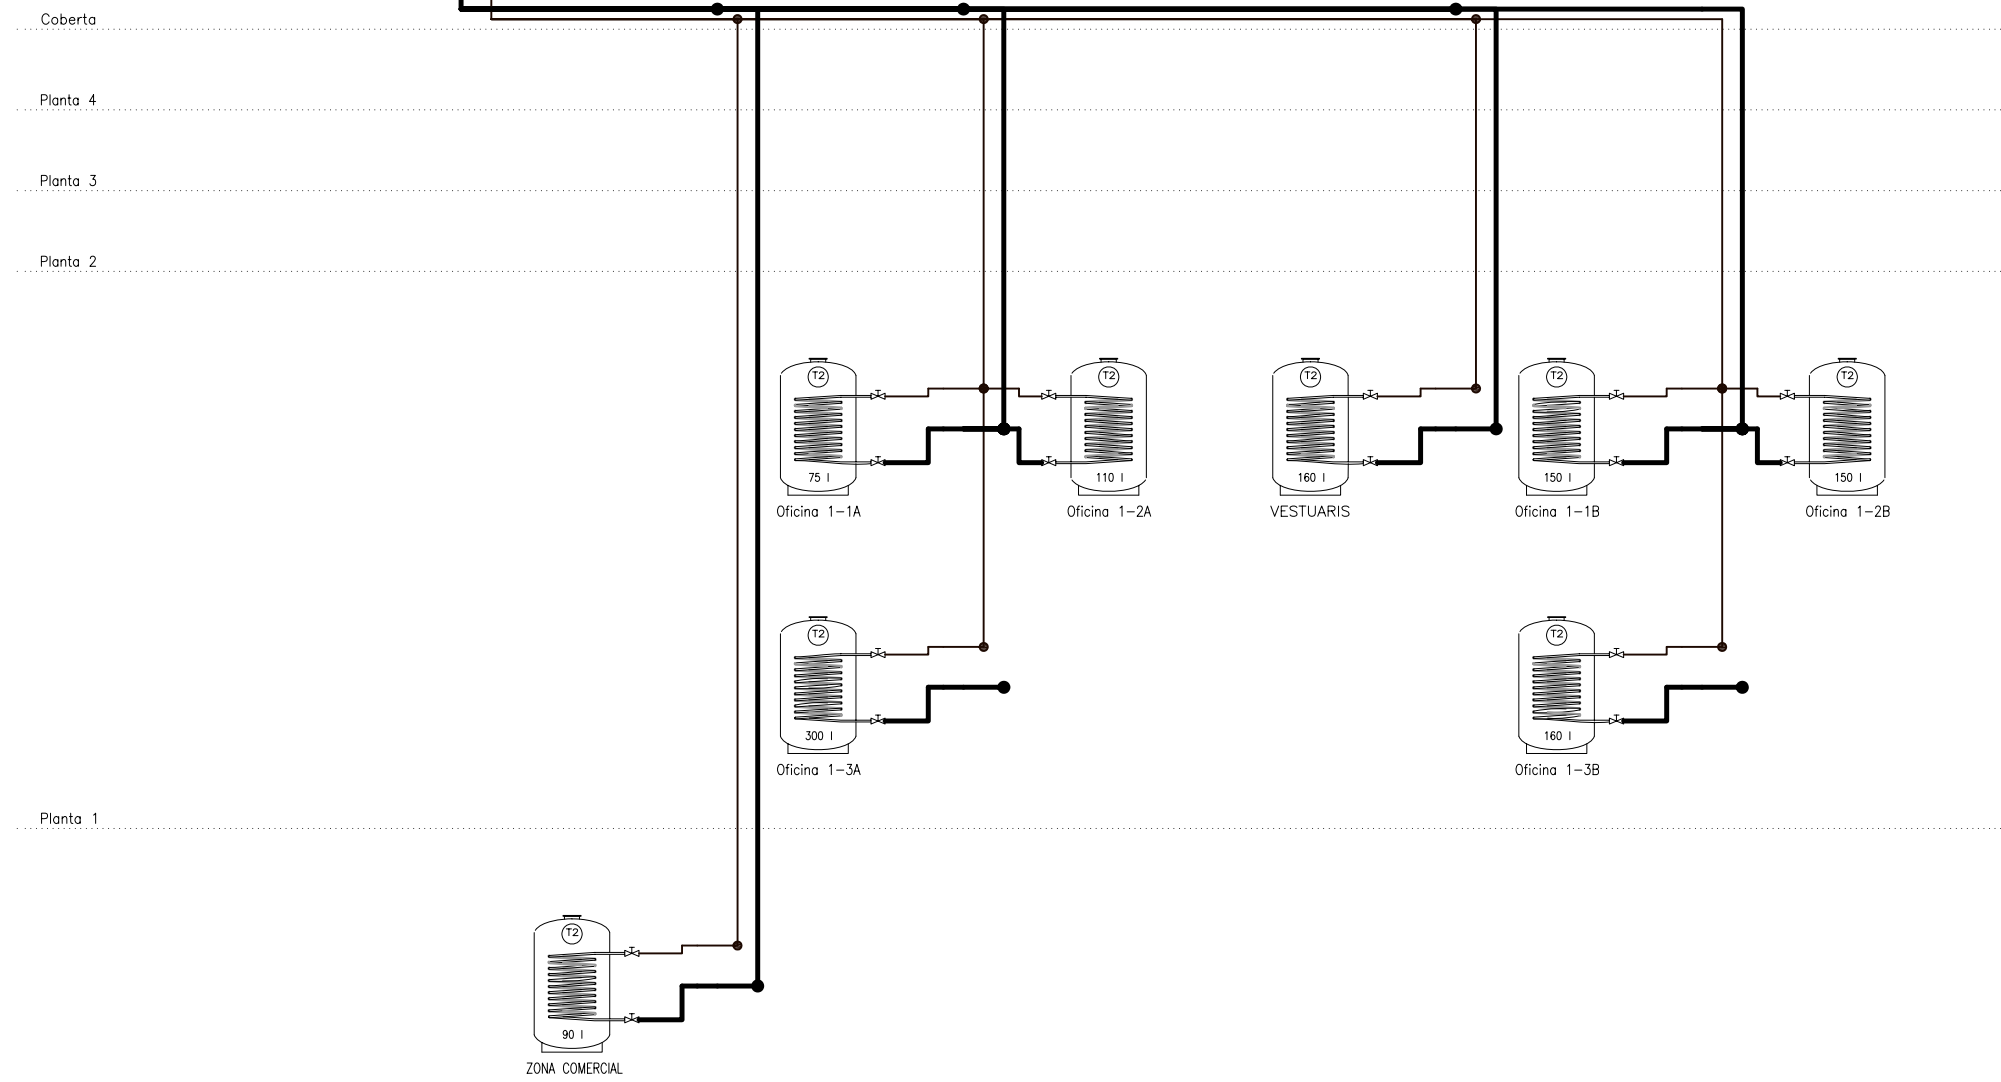 Coberta
Planta 4
Planta 3
Planta 2
T2
T2
T2
T2
T2
75 l
110 l
160 l
150 l
150 l
Oficina 1-1A
Oficina 1-2A
VESTUARIS
Oficina 1-1B
Oficina 1-2B
T2
T2
300 l
160 l
Oficina 1-3A
Oficina 1-3B
Planta 1
T2
90 l
ZONA COMERCIAL